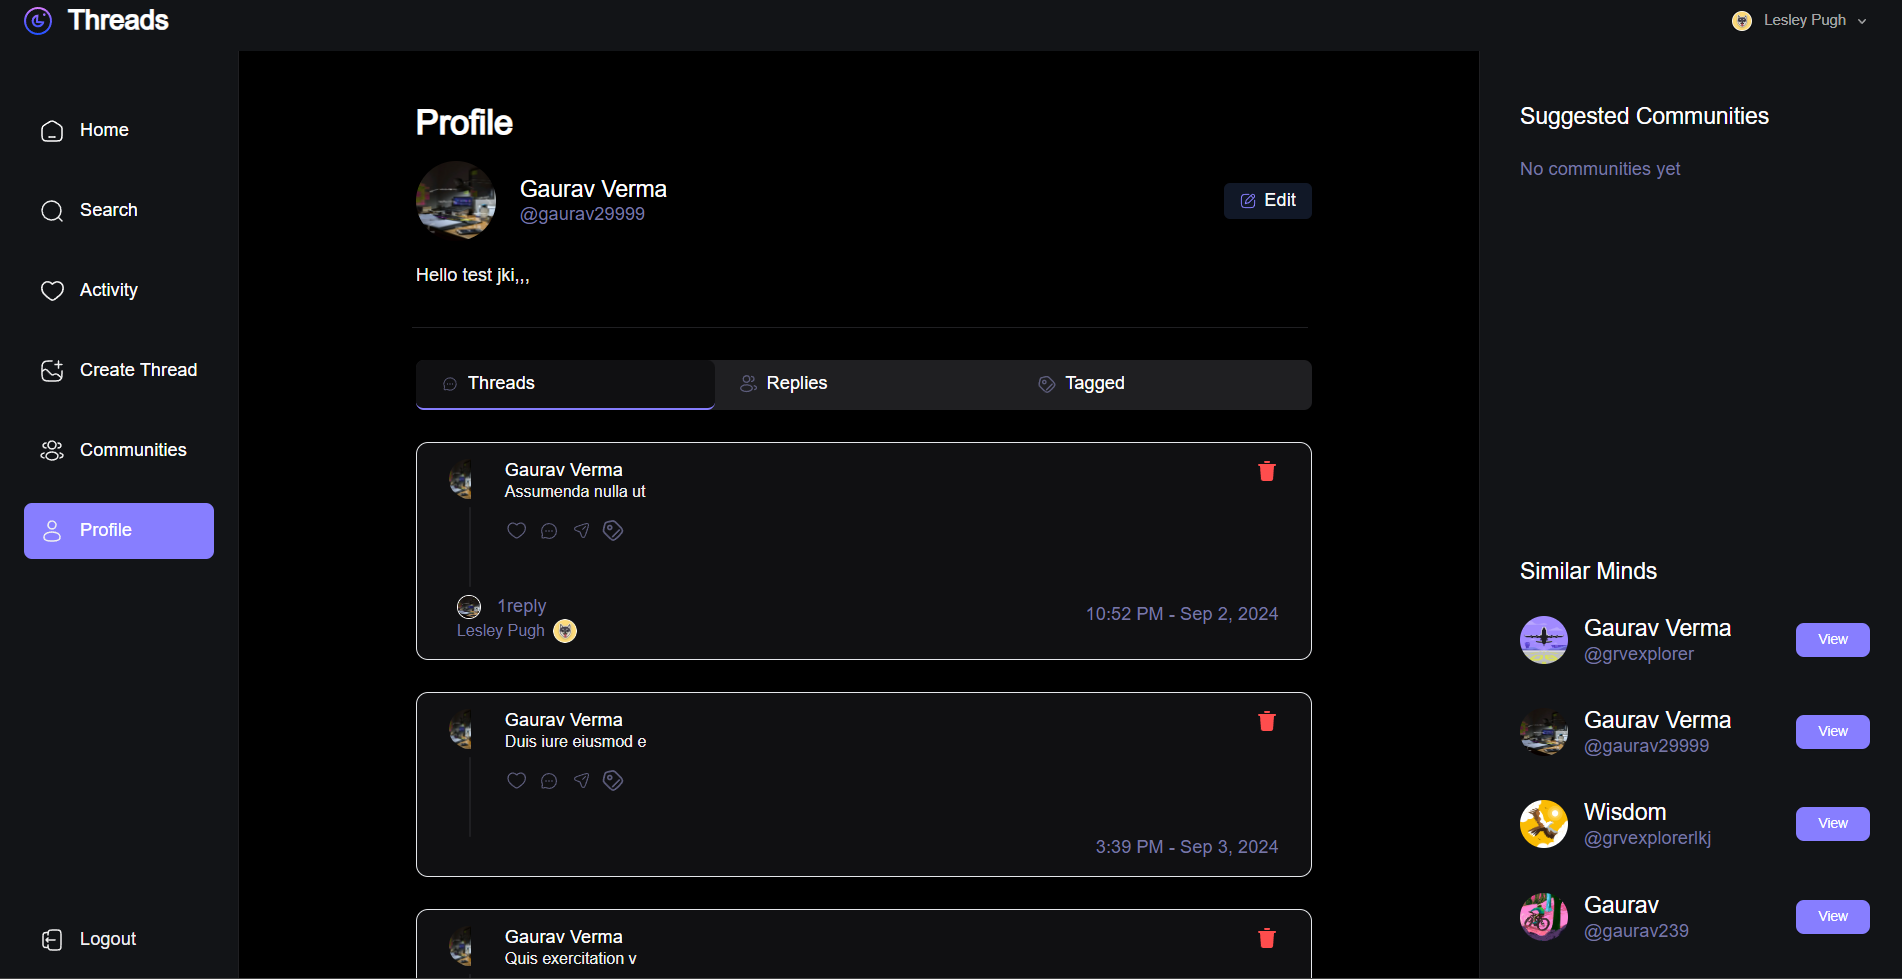 Threads
Lesley Pugh
Home
Search
Activity
Create Thread
Communities
Profile
Logout
Profile
Gaurav Verma
@gaurav29999
Edit
Hello test jki,,,
Threads
Replies
Tagged
Gaurav Verma
Assumenda nulla ut
1reply
Lesley Pugh
10:52 PM - Sep 2, 2024
Gaurav Verma
Duis iure eiusmod e
3:39 PM - Sep 3, 2024
Gaurav Verma
Quis exercitation v
Suggested Communities
No communities yet
Similar Minds
Gaurav Verma
@grvexplorer
View
Gaurav Verma
@gaurav29999
View
Wisdom
@grvexplorerlkj
View
Gaurav
@gaurav239
View